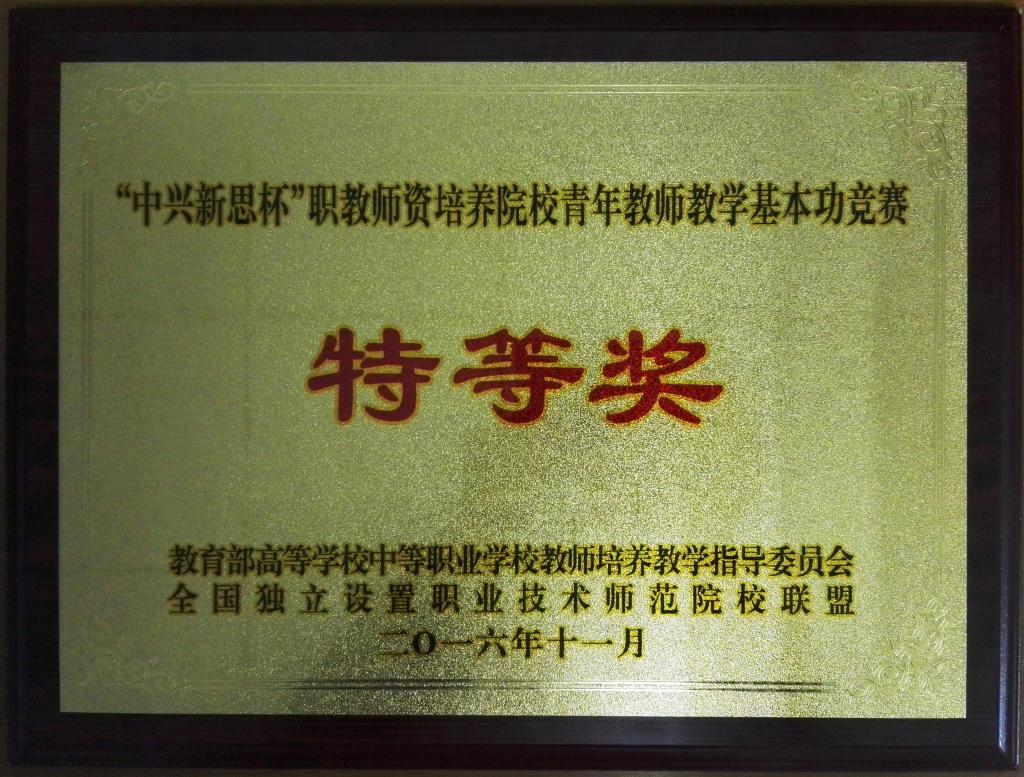 “中兴新思杯”职教师资培养院校青年教师教学基本功竞赛
特等奖
教育部高等学校中等职业学校教师培养教学指导委员会
全国独立设置职业技术师范院校联盟
二〇一六年十一月